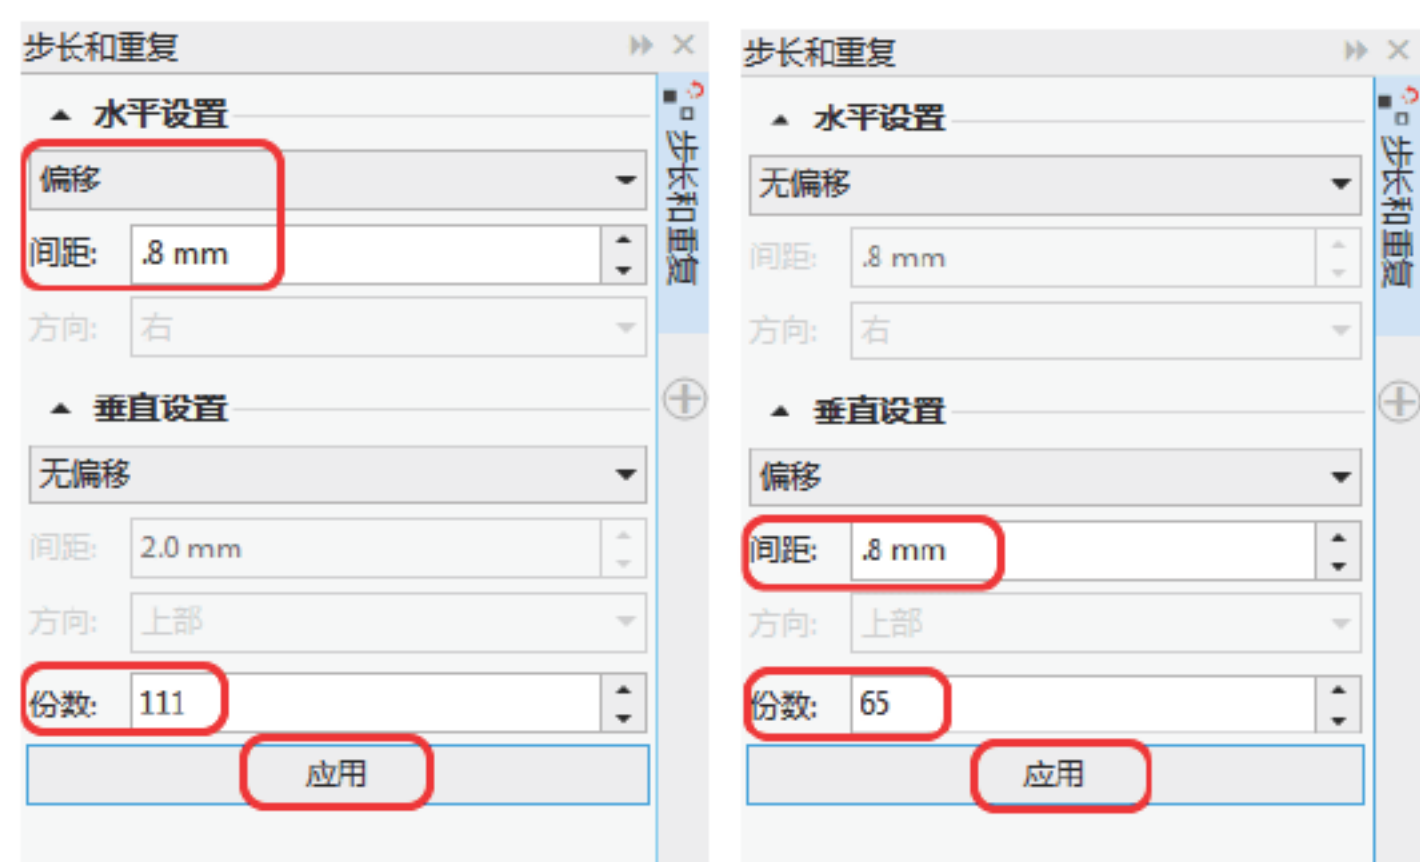 步长和重复
水平设置
偏移
间距: .8 mm
方向: 右
垂直设置
无偏移
间距: 2.0 mm
方向: 上部
份数: 111
应用
步长和重复
步长和重复
水平设置
无偏移
间距: .8 mm
方向: 右
垂直设置
偏移
间距: .8 mm
方向: 上部
份数: 65
应用
步长和重复